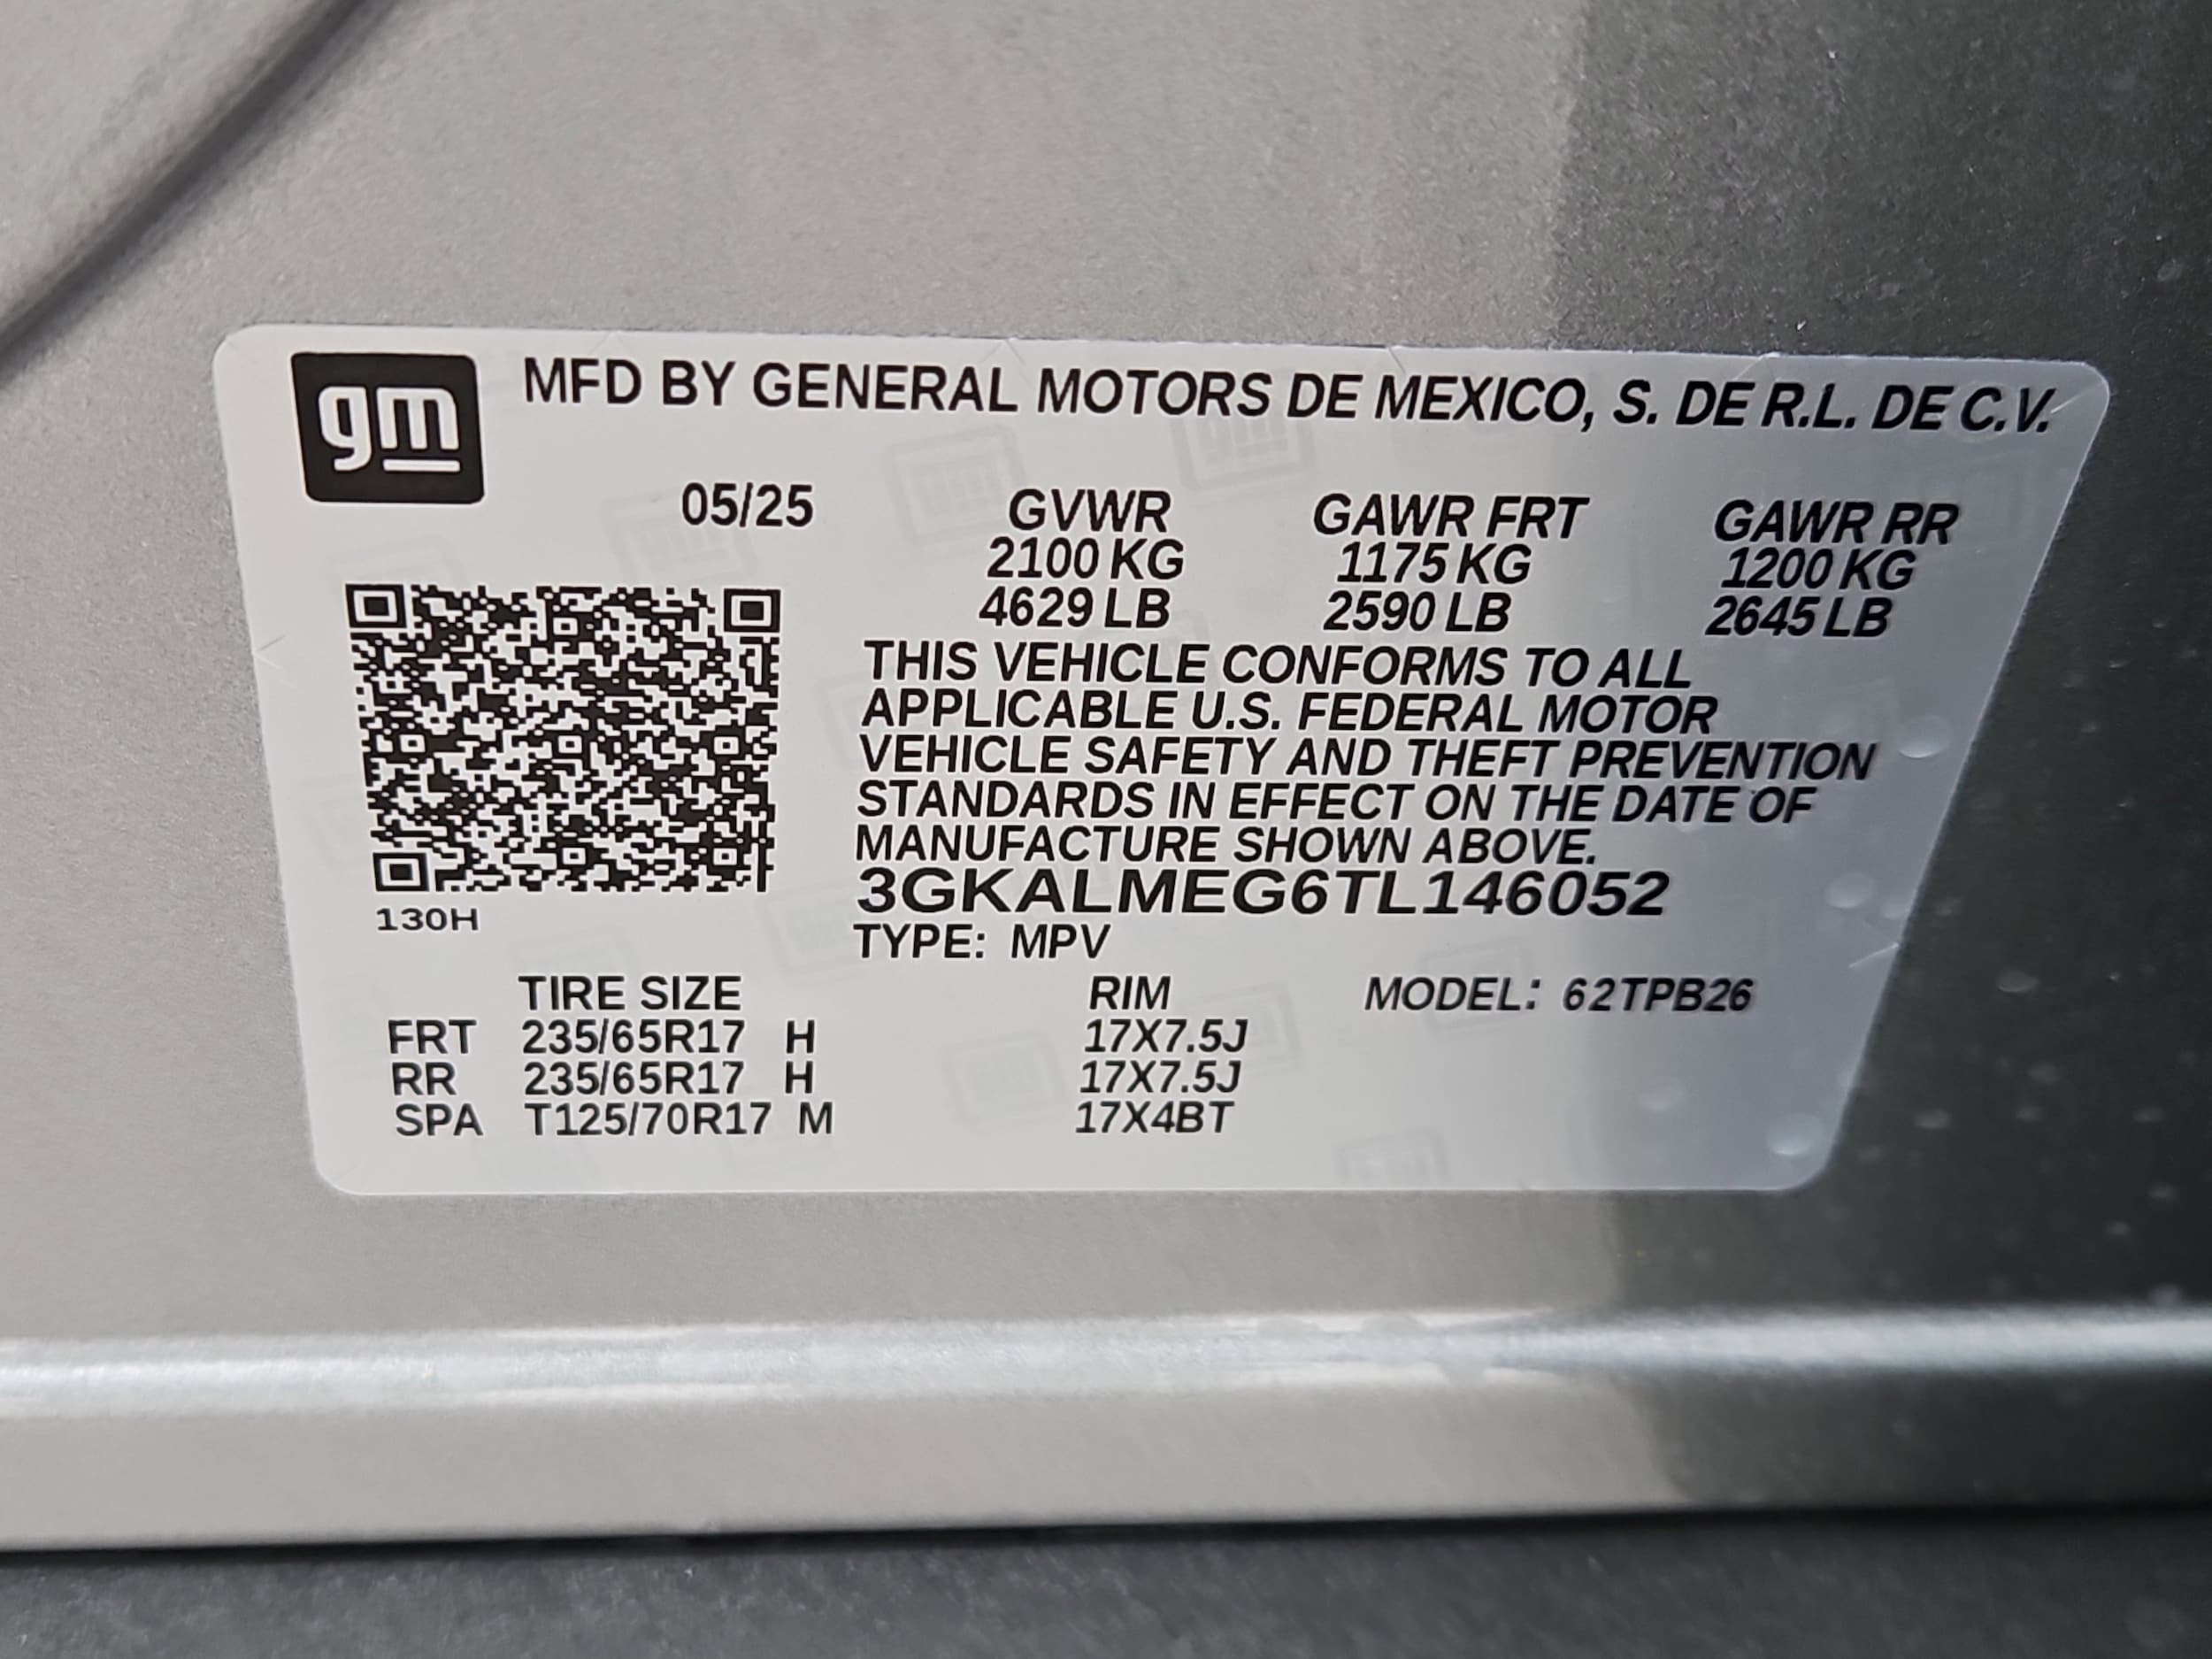 gm
MFD BY GENERAL MOTORS DE MEXICO, S. DE R.L. DE C.V.
05/25 GVWR GAWR FRT GAWR RR
2100 KG 1175 KG 1200 KG
4629 LB 2590 LB 2645 LB
THIS VEHICLE CONFORMS TO ALL
APPLICABLE U.S. FEDERAL MOTOR
VEHICLE SAFETY AND THEFT PREVENTION
STANDARDS IN EFFECT ON THE DATE OF
MANUFACTURE SHOWN ABOVE.
3GKALMEG6TL146052
130H
TYPE: MPV
TIRE SIZE RIM MODEL: 62TPB26
FRT 235/65R17 H 17X7.5J
RR 235/65R17 H 17X7.5J
SPA T125/70R17 M 17X4BT